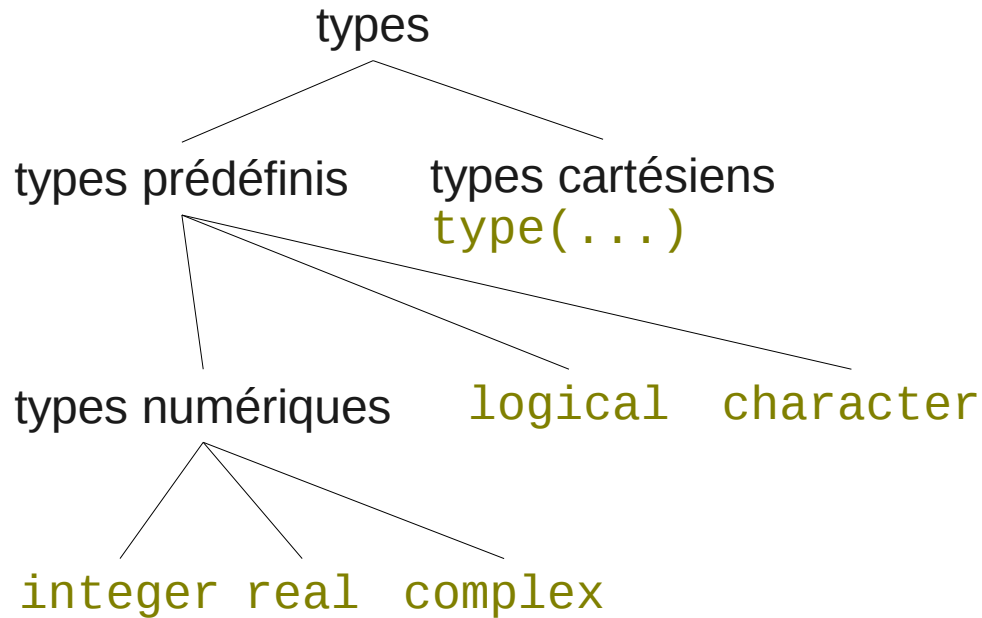 types
types prédéfinis
types cartésiens
type(...)
types numériques
logical
character
integer
real
complex